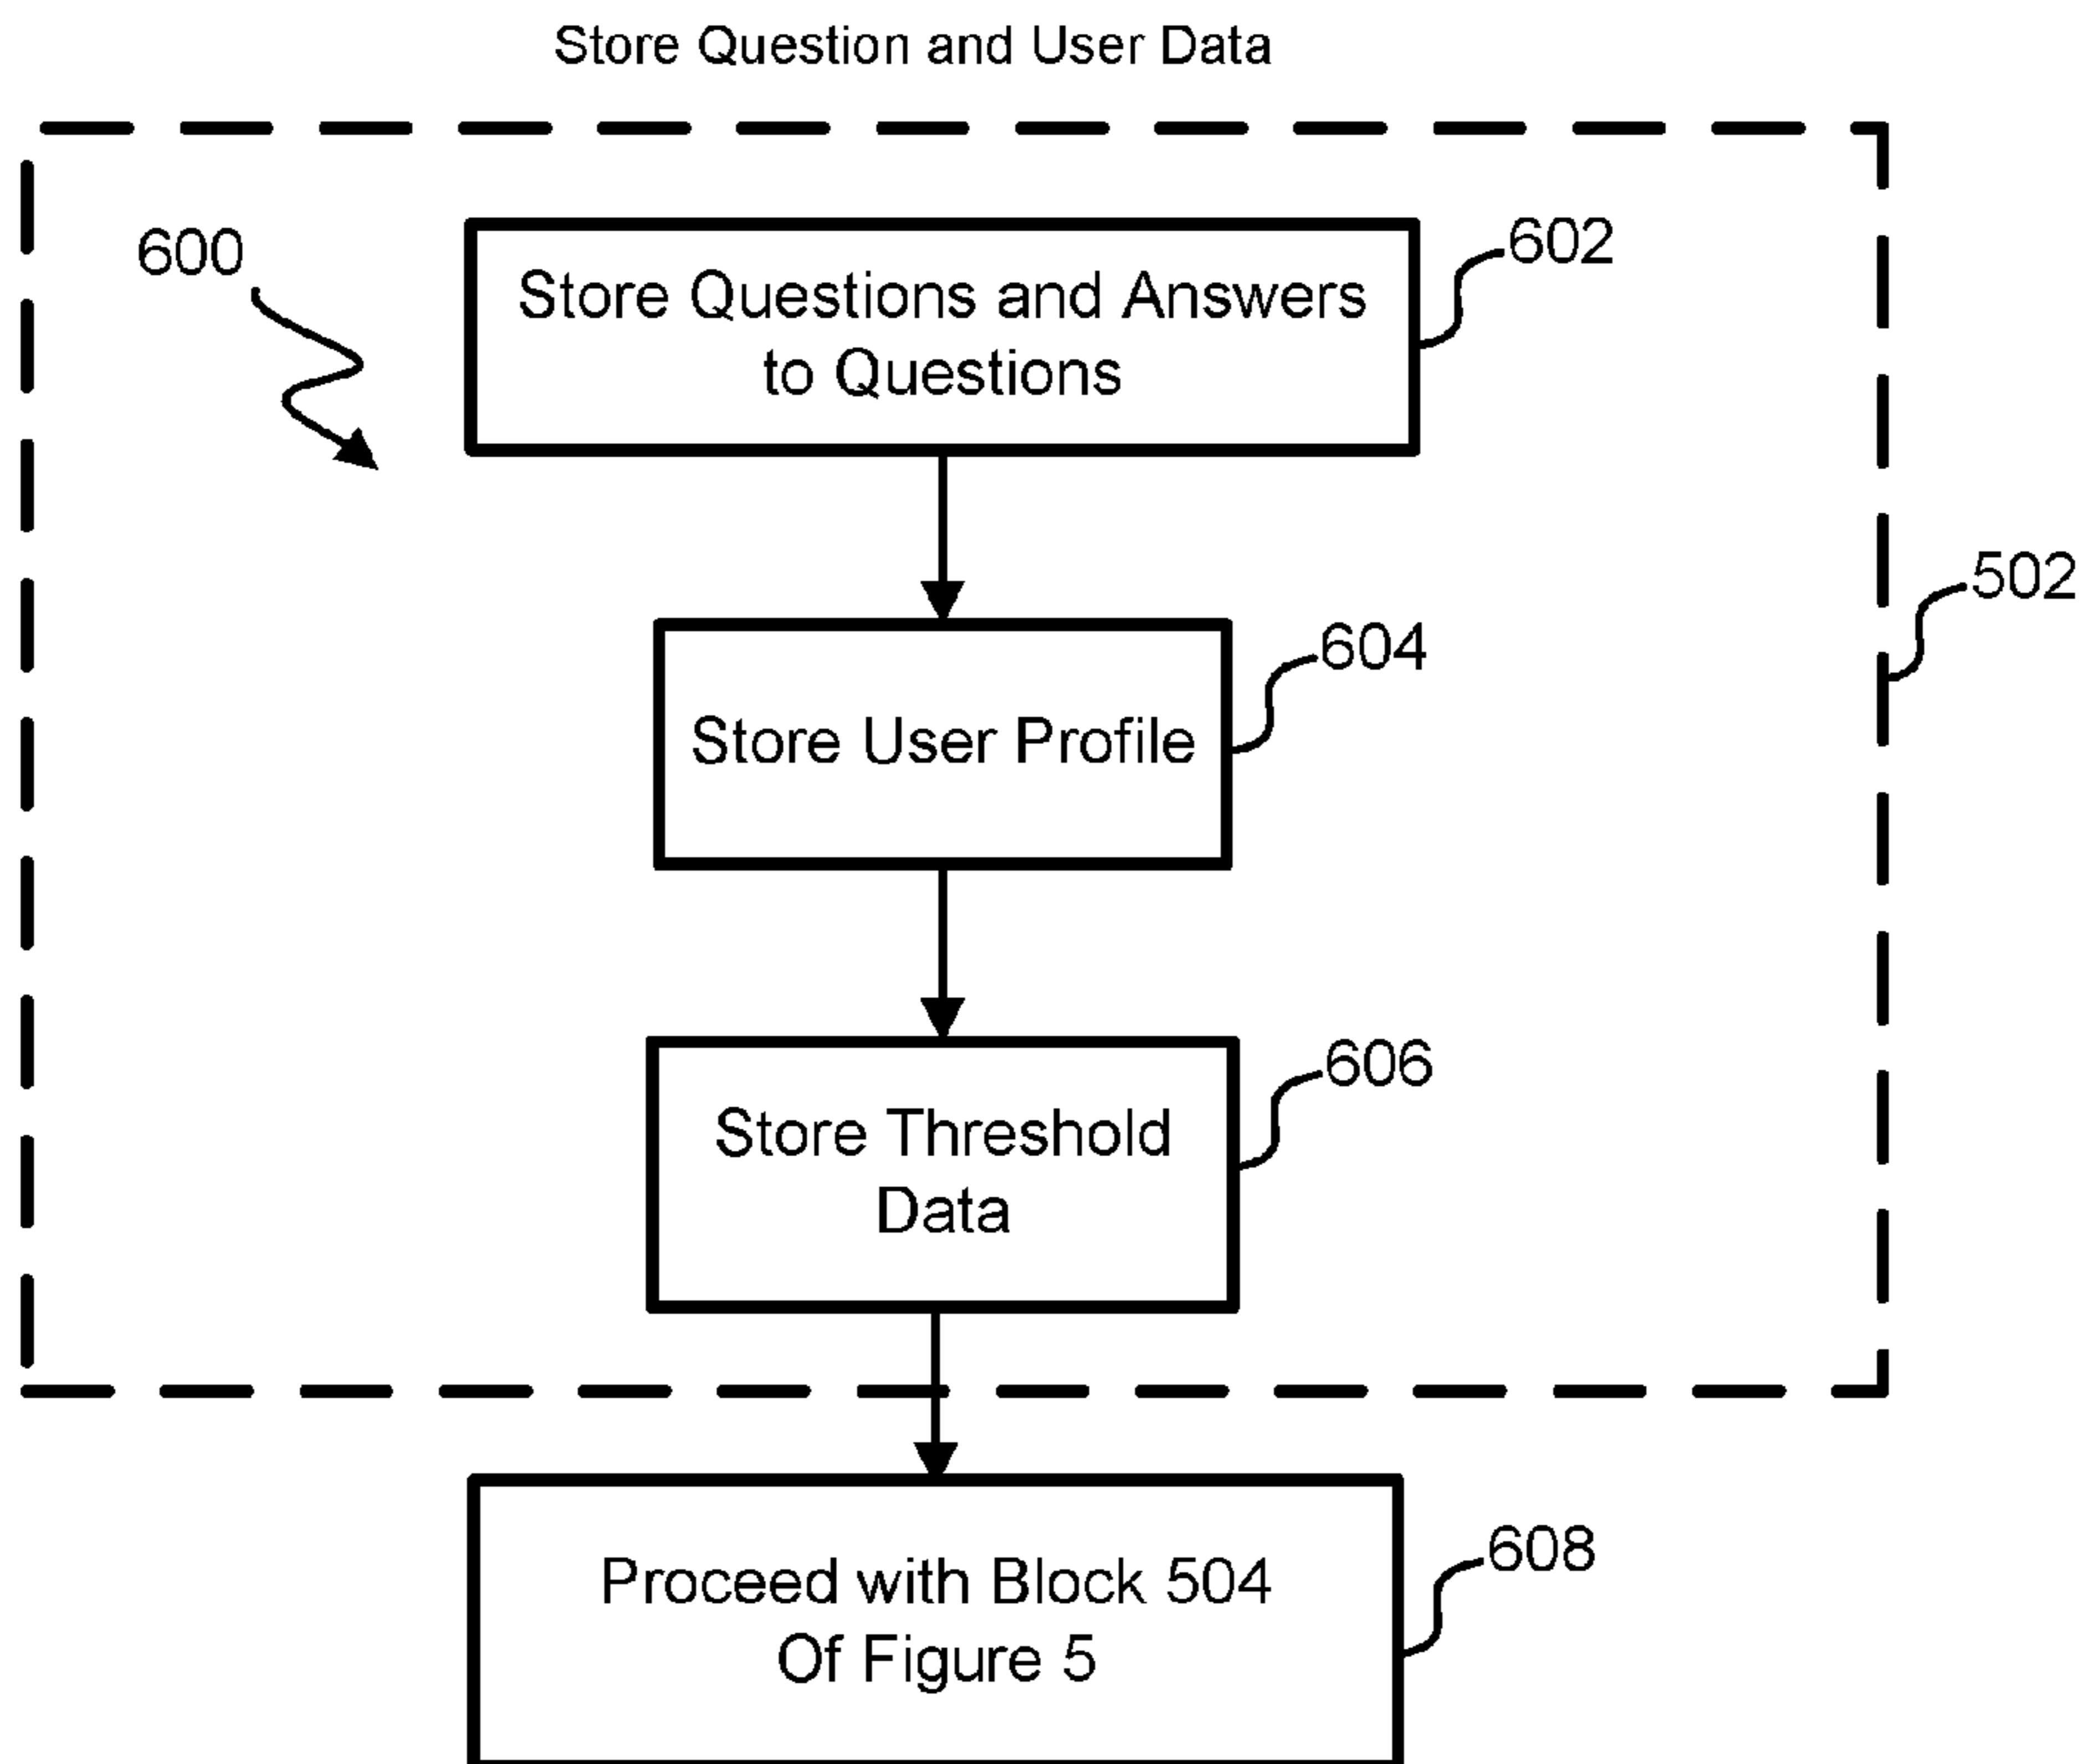 Store Question and User Data
600
602
Store Questions and Answers
to Questions
502
604
Store User Profile
606
Store Threshold
Data
608
Proceed with Block 504
Of Figure 5